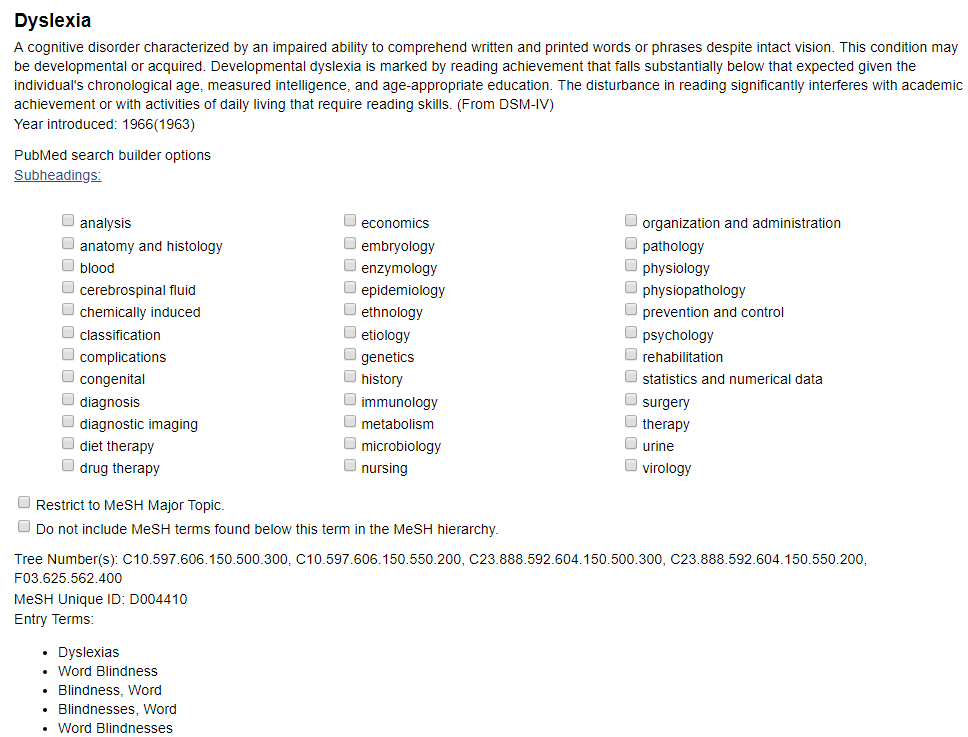 Dyslexia
A cognitive disorder characterized by an impaired ability to comprehend written and printed words or phrases despite intact vision. This condition may
be developmental or acquired. Developmental dyslexia is marked by reading achievement that falls substantially below that expected given the
individual's chronological age, measured intelligence, and age-appropriate education. The disturbance in reading significantly interferes with academic
achievement or with activities of daily living that require reading skills. (From DSM-IV)
Year introduced: 1966(1963)
PubMed search builder options
Subheadings:
analysis
anatomy and histology
blood
cerebrospinal fluid
chemically induced
classification
complications
congenital
diagnosis
diagnostic imaging
diet therapy
drug therapy
economics
embryology
enzymology
epidemiology
ethnology
etiology
genetics
history
immunology
metabolism
microbiology
nursing
organization and administration
pathology
physiology
physiopathology
prevention and control
psychology
rehabilitation
statistics and numerical data
surgery
therapy
urine
virology
Restrict to MeSH Major Topic.
Do not include MeSH terms found below this term in the MeSH hierarchy.
Tree Number(s): C10.597.606.150.500.300, C10.597.606.150.550.200, C23.888.592.604.150.500.300, C23.888.592.604.150.550.200,
F03.625.562.400
MeSH Unique ID: D004410
Entry Terms:
Dyslexias
Word Blindness
Blindness, Word
Blindnesses, Word
Word Blindnesses